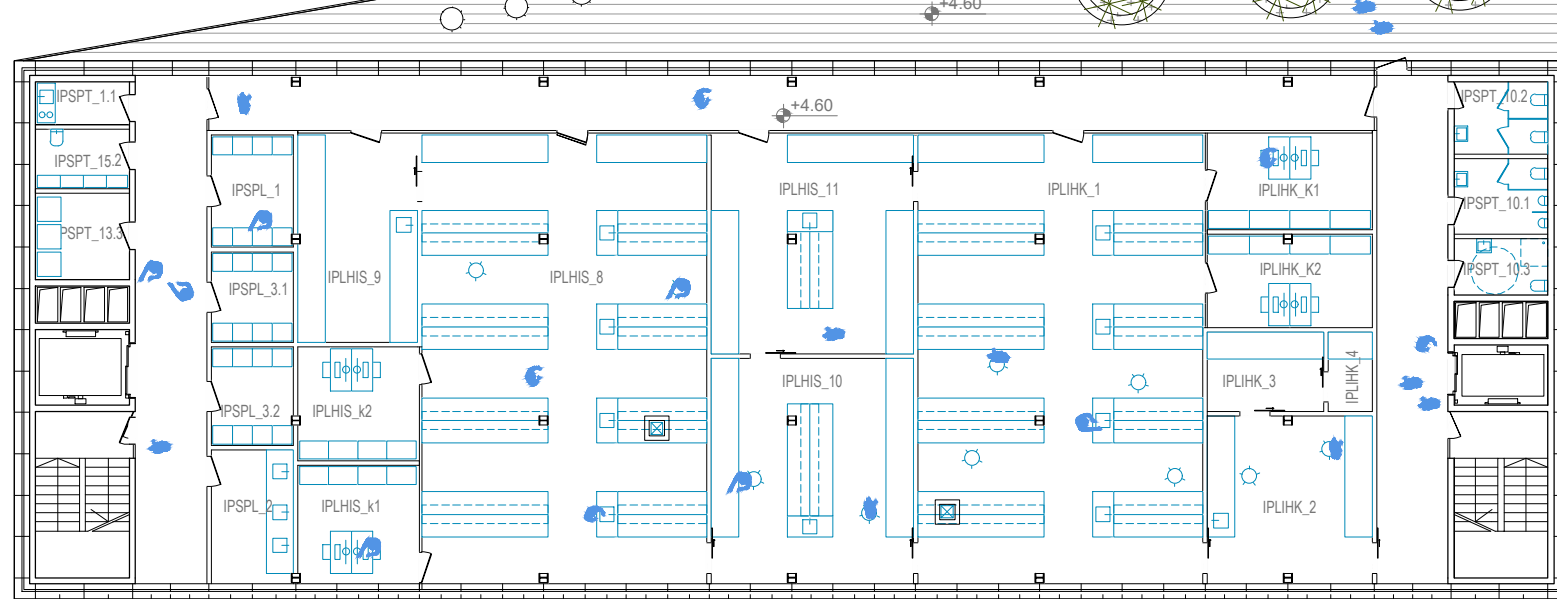 +4.60
IPSPT_1.1
IPSPT_10.2
+4.60
IPSPT_15.2
IPSPL_1
IPLHIS_11
IPLIHK_1
IPLIHK_K1
IPSPT_10.1
PSPT_13.3
IPLHIS_9
IPLHIS_8
IPLIHK_K2
IPSPT_10.3
IPSPL_3.1
IPLHIS_10
IPLIHK_3
IPLIHK_4
IPSPL_3.2
IPLHIS_k2
IPSPL_2
IPLHIS_k1
IPLIHK_2